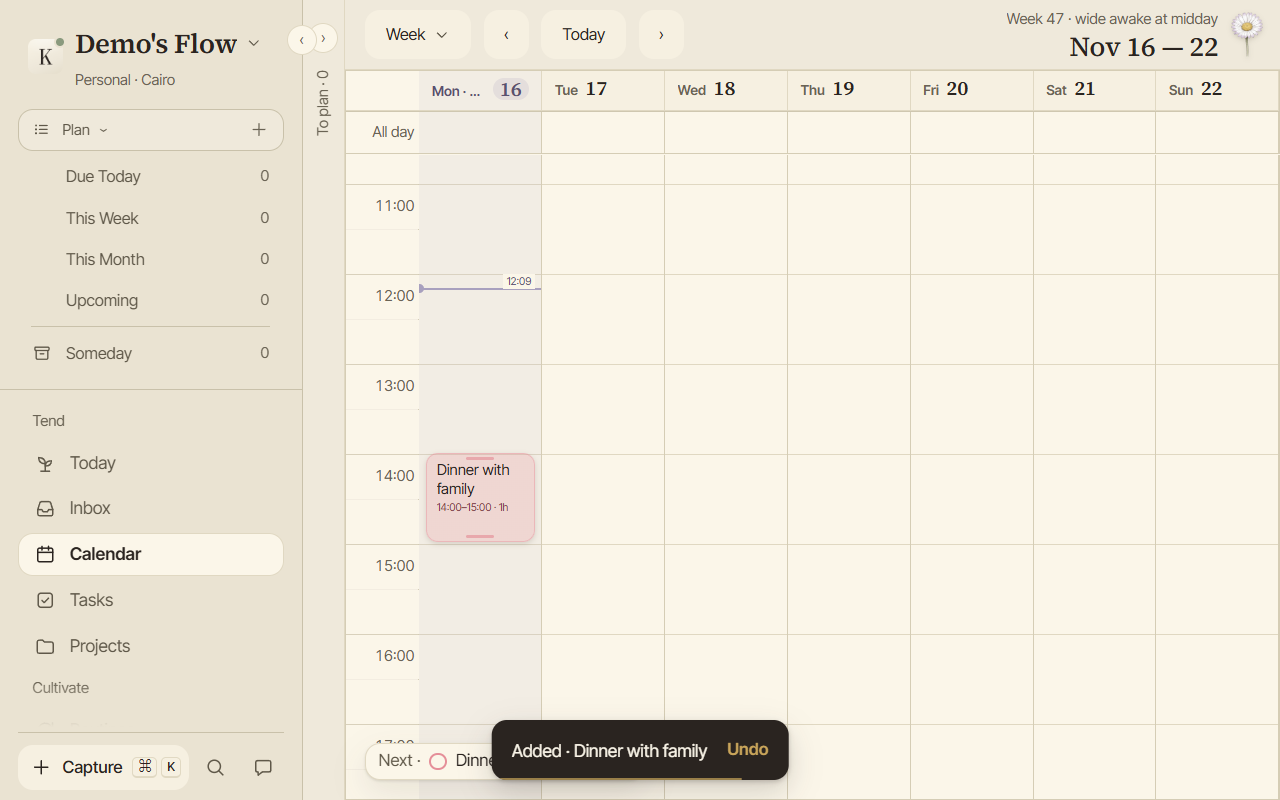 K
Demo's Flow
Personal · Cairo
Plan
Due Today 0
This Week 0
This Month 0
Upcoming 0
Someday 0
Tend
Today
Inbox
Calendar
Tasks
Projects
Cultivate
Capture ⌘ K
To plan · 0
Week
Today
Week 47 · wide awake at midday
Nov 16 — 22
Mon · ... 16
Tue 17
Wed 18
Thu 19
Fri 20
Sat 21
Sun 22
All day
11:00
12:09
12:00
13:00
14:00
Dinner with
family
14:00–15:00 · 1h
15:00
16:00
17:00
Next · Dinne
Added · Dinner with family Undo